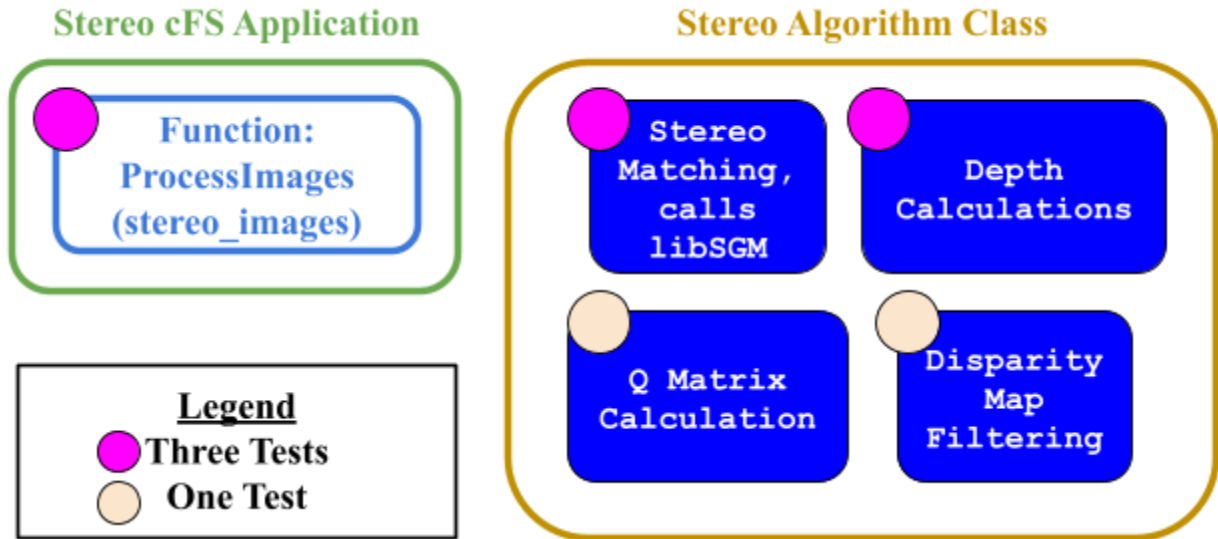 Stereo cFS Application
Function:
ProcessImages
(stereo_images)
Stereo Algorithm Class
Stereo
Matching,
calls
libSGM
Depth
Calculations
Q Matrix
Calculation
Disparity
Map
Filtering
Legend
Three Tests
One Test